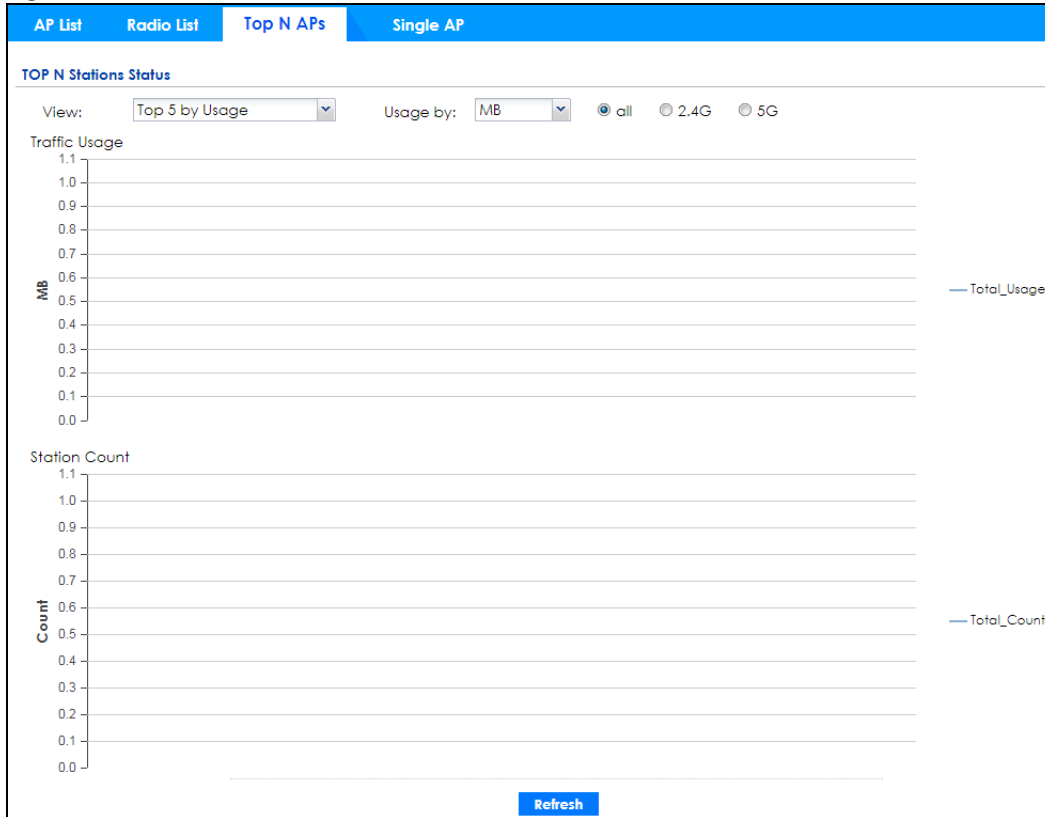 AP List Radio List Top N APs Single AP
TOP N Stations Status
View: Top 5 by Usage Usage by: MB all 2.4G 5G
Traffic Usage
1.1
1.0
0.9
0.8
0.7
0.6
0.5
0.4
0.3
0.2
0.1
0.0
MB
Total_Usage
Station Count
1.1
1.0
0.9
0.8
0.7
0.6
0.5
0.4
0.3
0.2
0.1
0.0
Count
Total_Count
Refresh